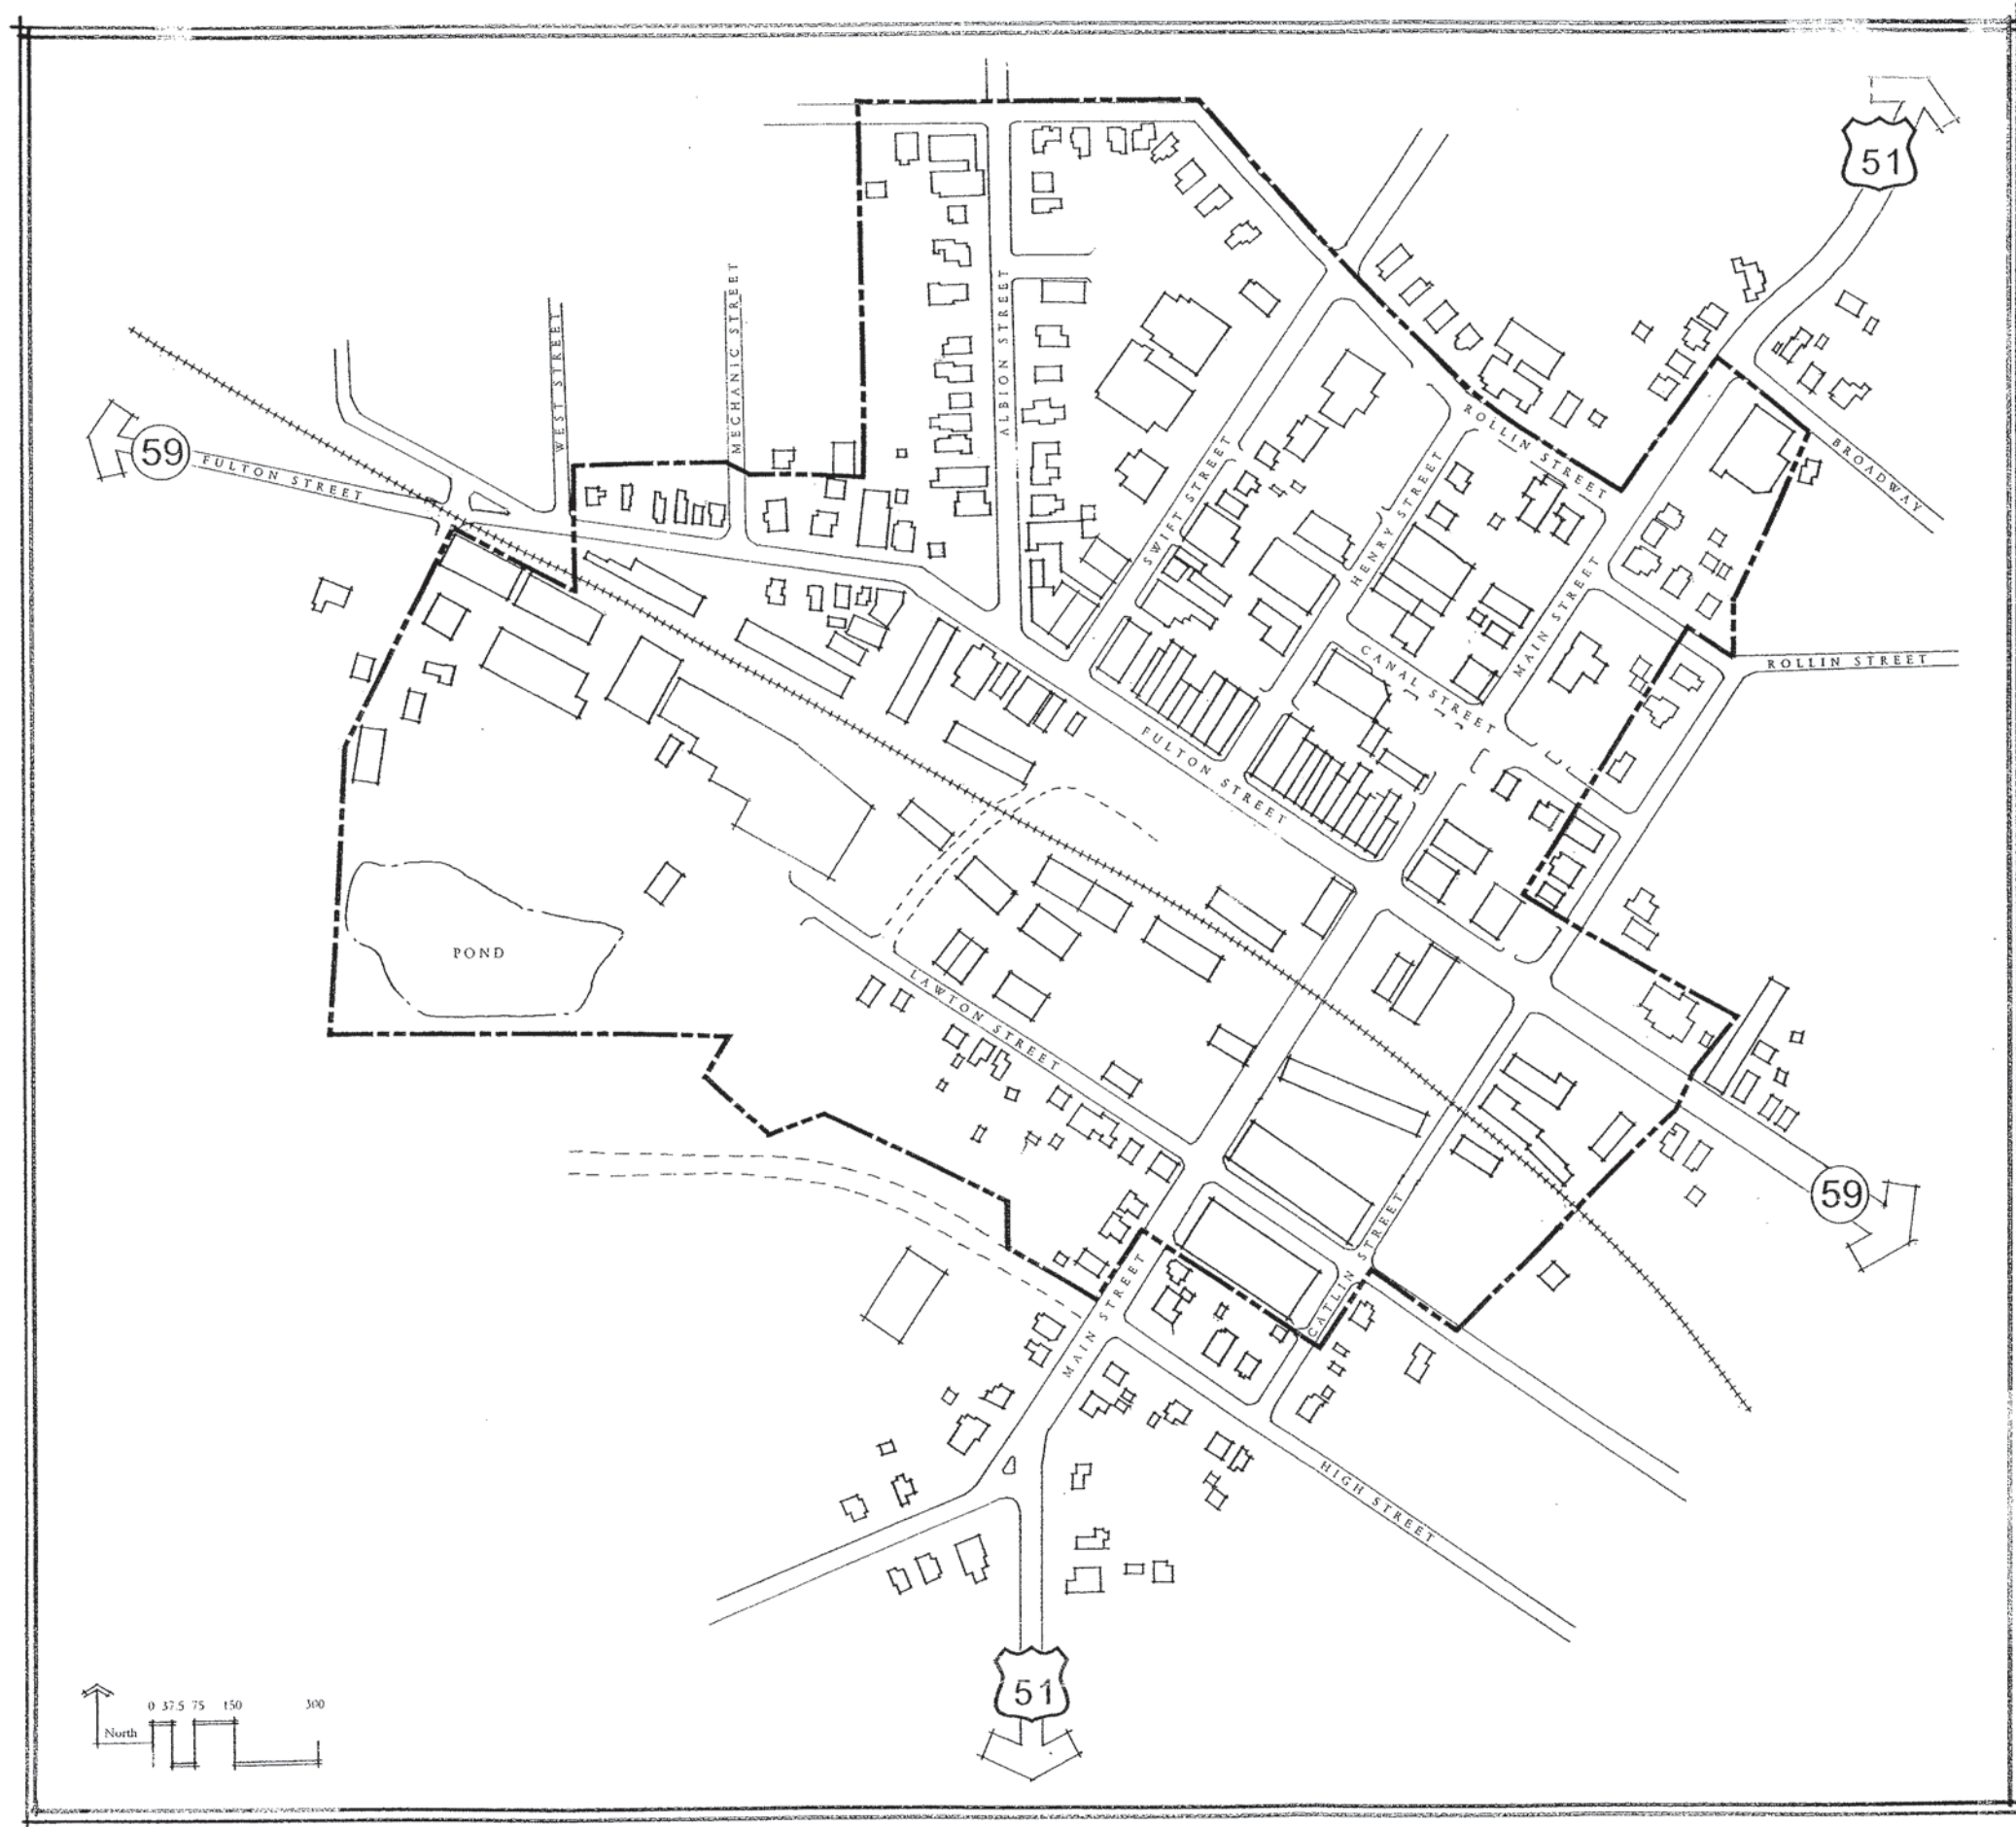 51
ALBION STREET
MECHANIC STREET
WEST STREET
59
FULTON STREET
ROLLIN STREET
BROADWAY
SWIFT STREET
HENRY STREET
MAIN STREET
CANAL STREET
ROLLIN STREET
FULTON STREET
POND
LAWTON STREET
59
CATLIN STREET
MAIN STREET
HIGH STREET
51
North
0 37.5 75 150 300